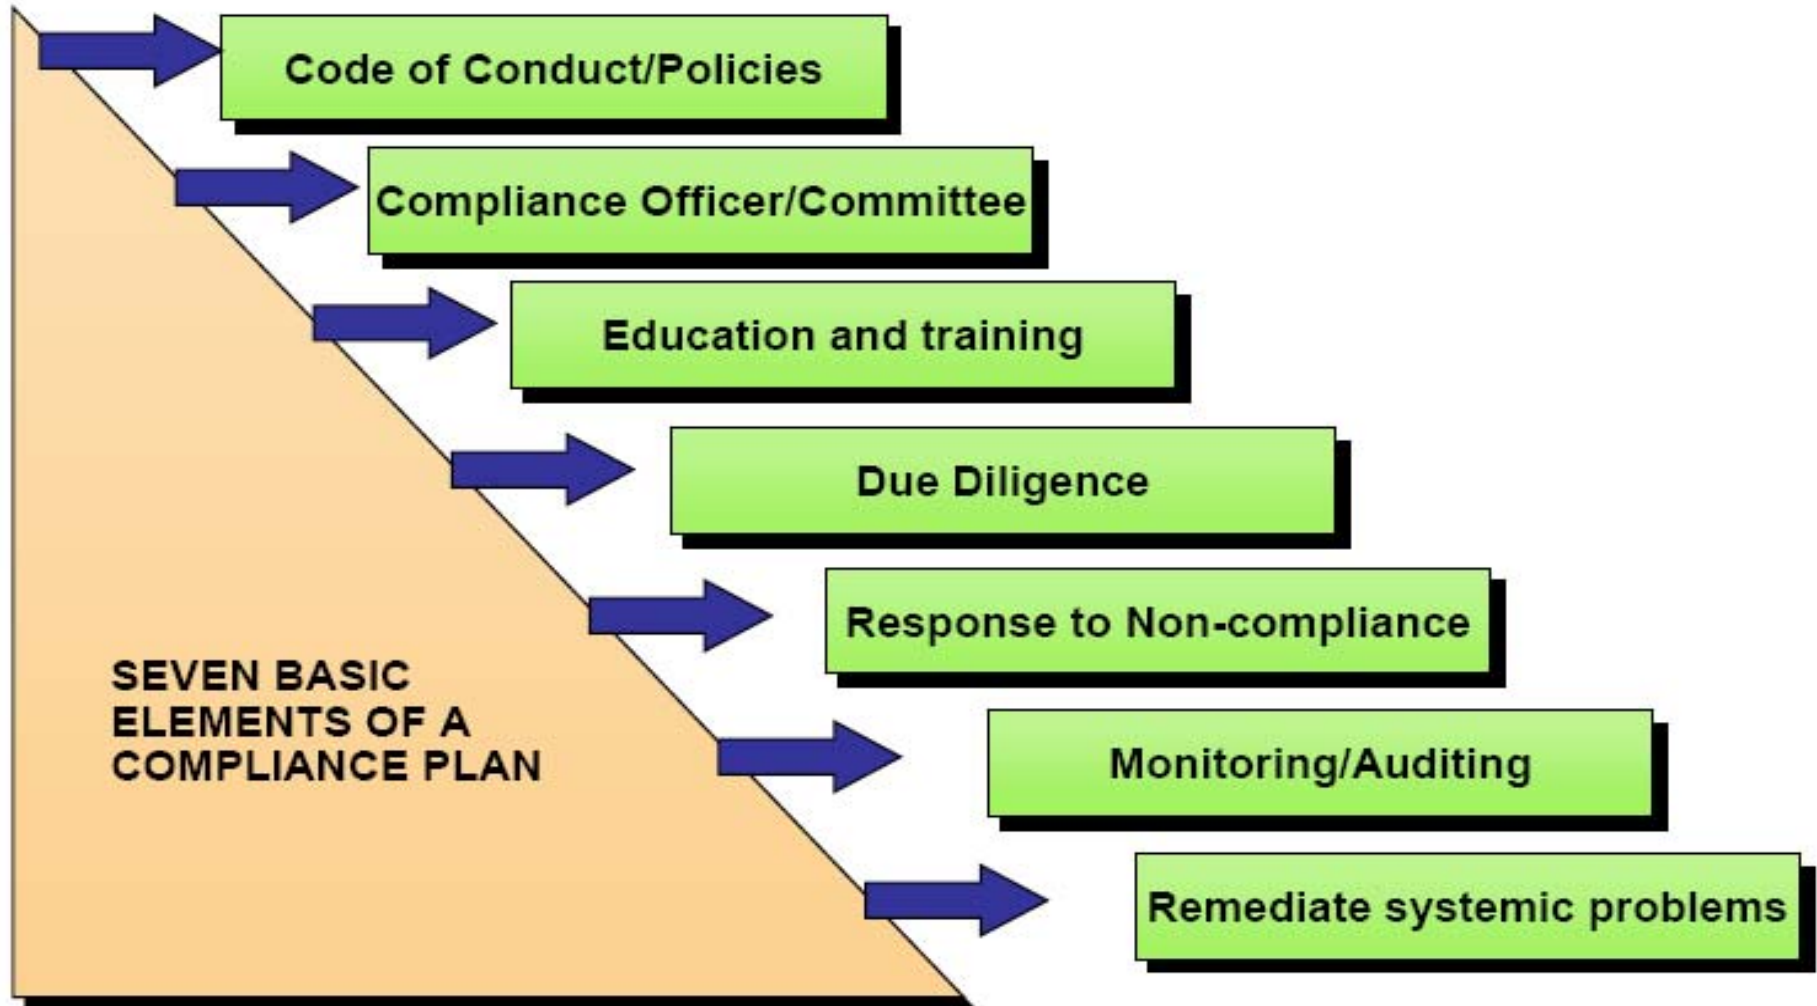 Code of Conduct/Policies
Compliance Officer/Committee
Education and training
Due Diligence
Response to Non-compliance
SEVEN BASIC
ELEMENTS OF A
COMPLIANCE PLAN
Monitoring/Auditing
Remediate systemic problems